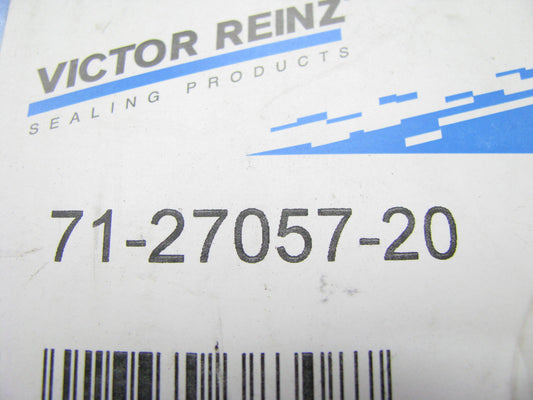 VICTOR REINZ
SEALING PRODUCTS
71-27057-20